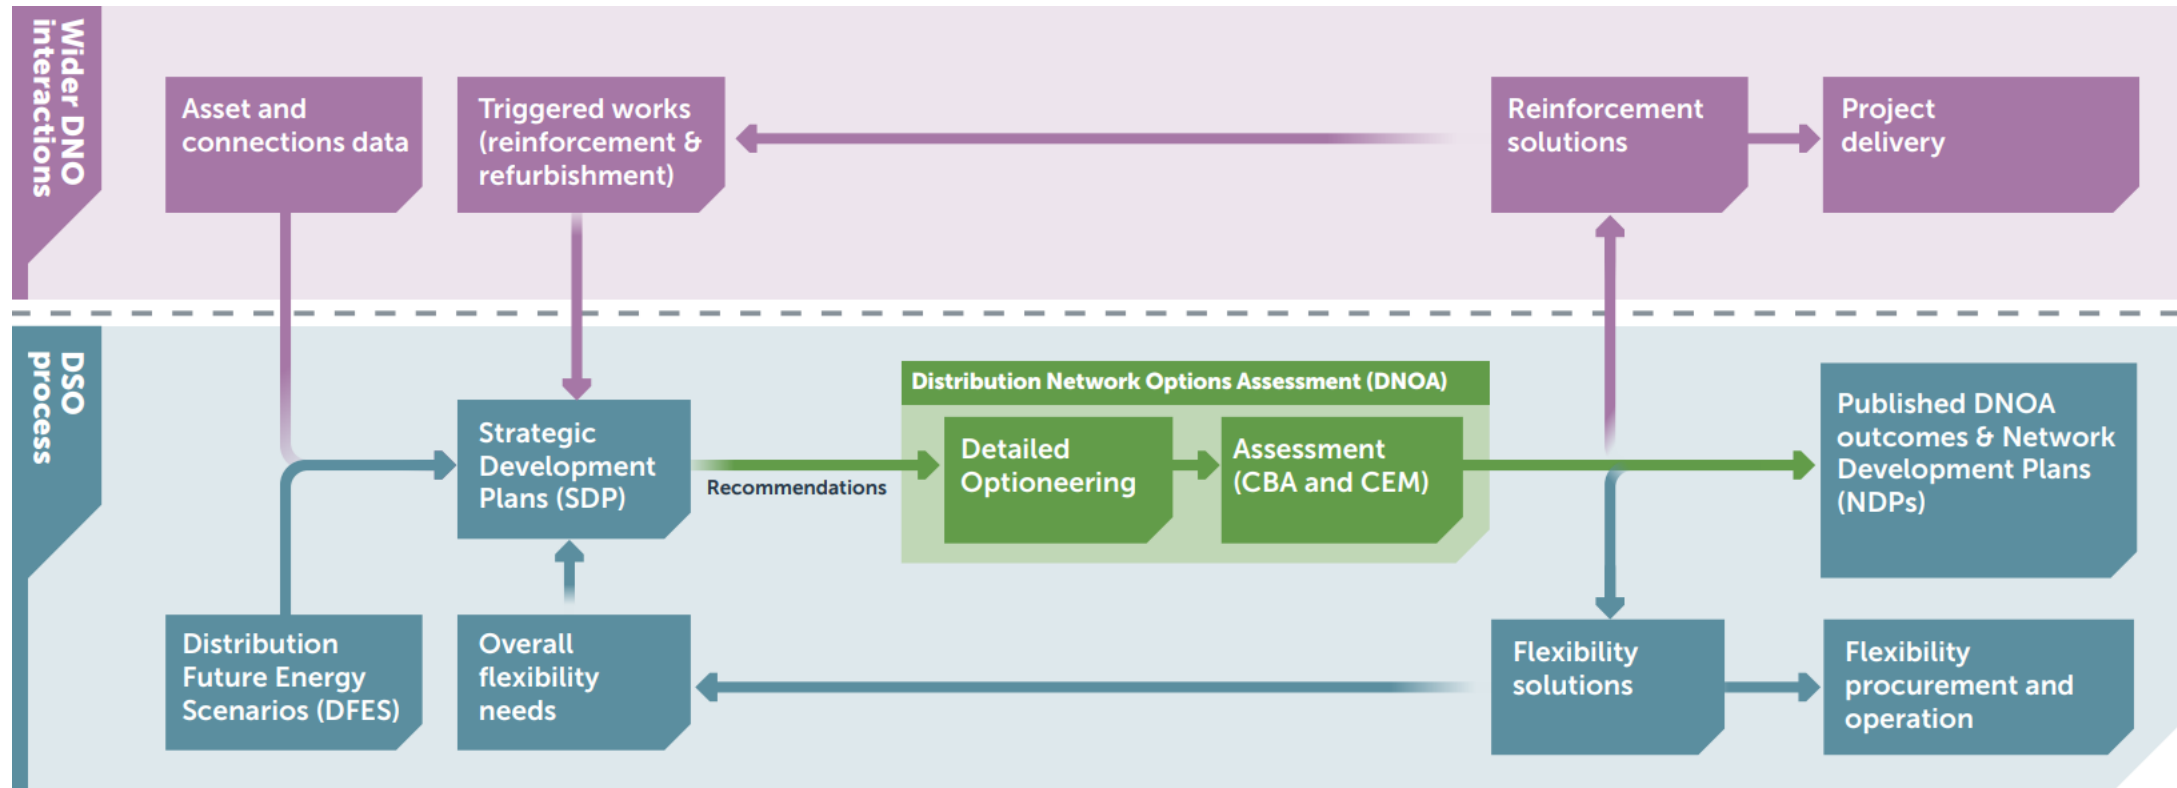 Wider DNO
interactions
Asset and
connections data
Triggered works
(reinforcement &
refurbishment)
Reinforcement
solutions
Project
delivery
DSO
process
Strategic
Development
Plans (SDP)
Recommendations
Distribution Network Options Assessment (DNOA)
Detailed
Optioneering
Assessment
(CBA and CEM)
Published DNOA
outcomes & Network
Development Plans
(NDPs)
Distribution
Future Energy
Scenarios (DFES)
Overall
flexibility
needs
Flexibility
solutions
Flexibility
procurement and
operation